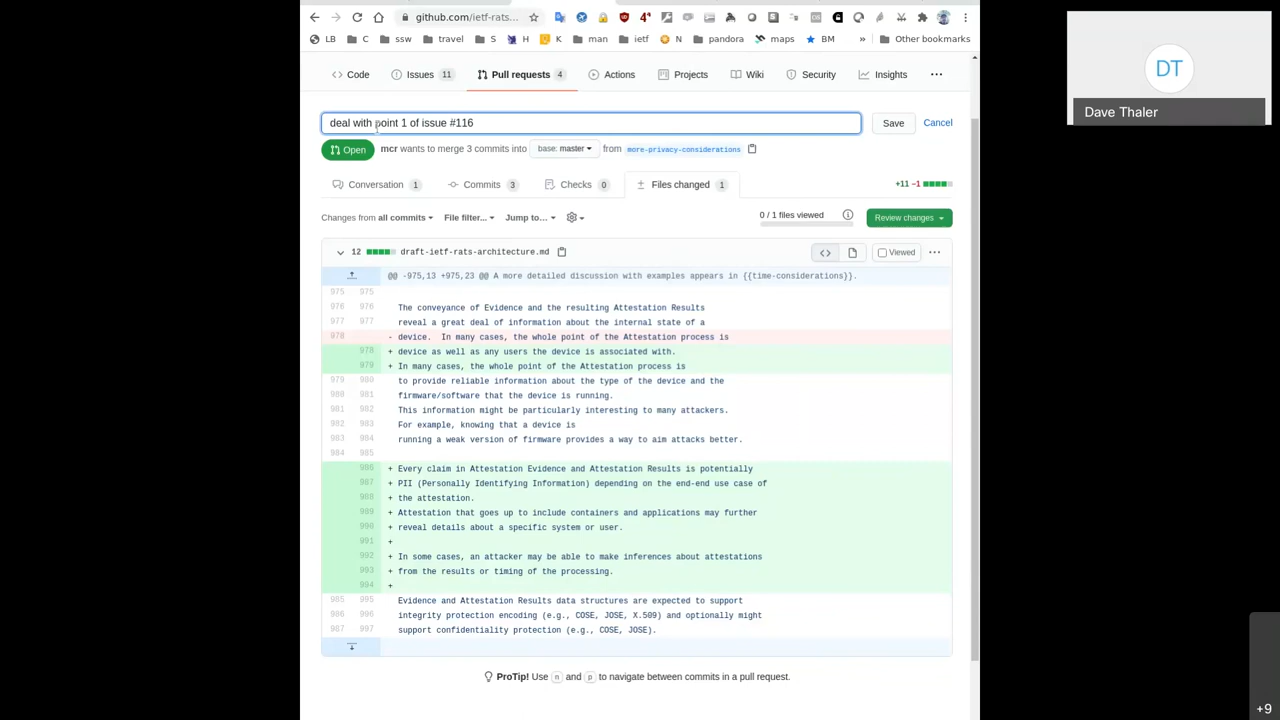 github.com/ietf-rats...
LB C ssw travel S H K man ietf N pandora maps BM » Other bookmarks
Code Issues 11 Pull requests 4 Actions Projects Wiki Security Insights
deal with point 1 of issue #116 Save Cancel
Open mcr wants to merge 3 commits into base: master from more-privacy-considerations
Conversation 1 Commits 3 Checks 0 Files changed 1 +11 −1
Changes from all commits File filter... Jump to... 0 / 1 files viewed Review changes
12 draft-ietf-rats-architecture.md Viewed
@@ -975,13 +975,23 @@ A more detailed discussion with examples appears in {{time-considerations}}.
975 975
976 976 The conveyance of Evidence and the resulting Attestation Results
977 977 reveal a great deal of information about the internal state of a
978 - device. In many cases, the whole point of the Attestation process is
978 + device as well as any users the device is associated with.
979 + In many cases, the whole point of the Attestation process is
979 980 to provide reliable information about the type of the device and the
980 981 firmware/software that the device is running.
981 982 This information might be particularly interesting to many attackers.
982 983 For example, knowing that a device is
983 984 running a weak version of firmware provides a way to aim attacks better.
984 985
986 + Every claim in Attestation Evidence and Attestation Results is potentially
987 + PII (Personally Identifying Information) depending on the end-end use case of
988 + the attestation.
989 + Attestation that goes up to include containers and applications may further
990 + reveal details about a specific system or user.
991 +
992 + In some cases, an attacker may be able to make inferences about attestations
993 + from the results or timing of the processing.
994 +
985 995 Evidence and Attestation Results data structures are expected to support
986 996 integrity protection encoding (e.g., COSE, JOSE, X.509) and optionally might
987 997 support confidentiality protection (e.g., COSE, JOSE).
ProTip! Use n and p to navigate between commits in a pull request.
DT
Dave Thaler
+9